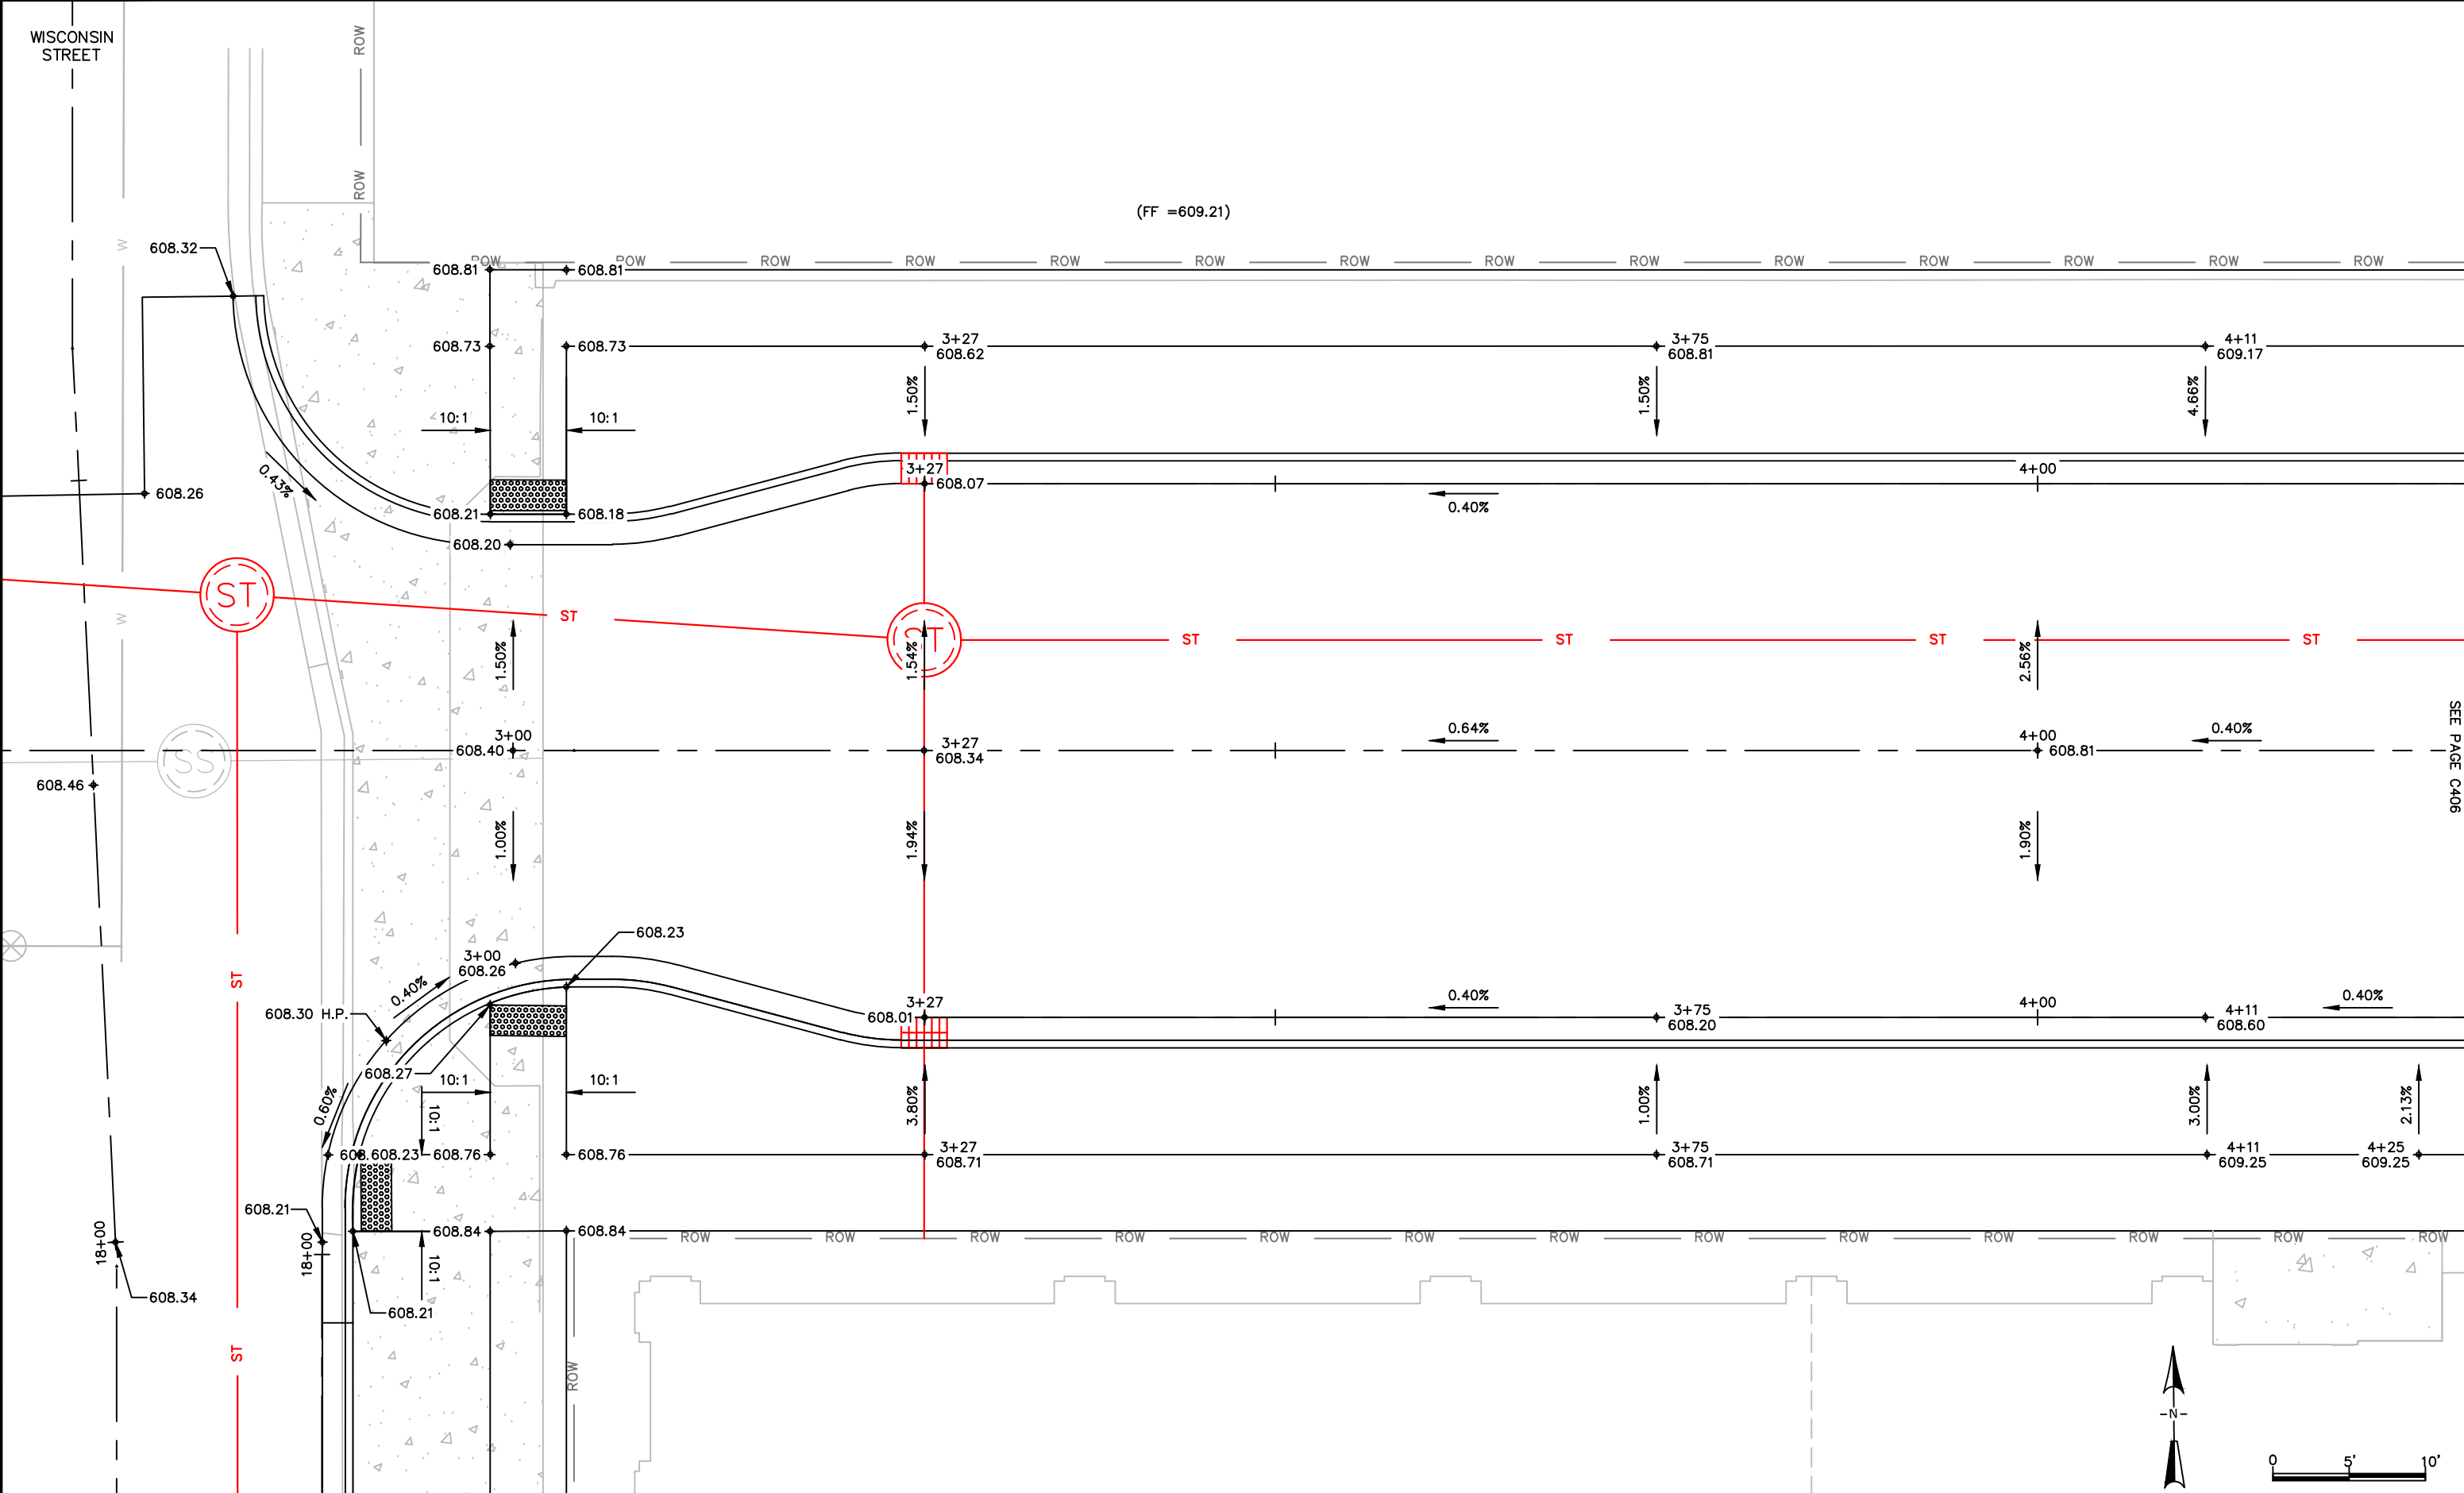 WISCONSIN
STREET
ROW
ROW
W
(FF =609.21)
608.32
ROW ROW ROW ROW ROW ROW ROW ROW ROW ROW ROW ROW ROW ROW
608.81 608.81
608.73 608.73
3+27
608.62
3+75
608.81
4+11
609.17
1.50% 1.50% 4.66%
10:1 10:1
3+27
608.07
4+00
0.43%
608.26
0.40%
608.21 608.18
608.20
ST
ST
ST ST ST ST
W
1.50% 1.54% 2.56%
3+00
608.40
3+27
608.34
0.64%
4+00
608.81
0.40%
SEE PAGE C406
SS
608.46
1.00% 1.94% 1.90%
608.23
3+00
608.26
0.40%
ST
608.30 H.P.
3+27
608.01
0.40%
3+75
608.20
4+00
4+11
608.60
0.40%
608.27
10:1 10:1
0.60%
10:1
3.80% 1.00% 3.00% 2.13%
608.23 608.76 608.76
3+27
608.71
3+75
608.71
4+11
609.25
4+25
609.25
608.21
608.84 608.84
ROW ROW ROW ROW ROW ROW ROW ROW ROW ROW ROW ROW ROW
18+00 18+00
10:1
608.34
608.21
ST
ROW
-N-
0 5' 10'